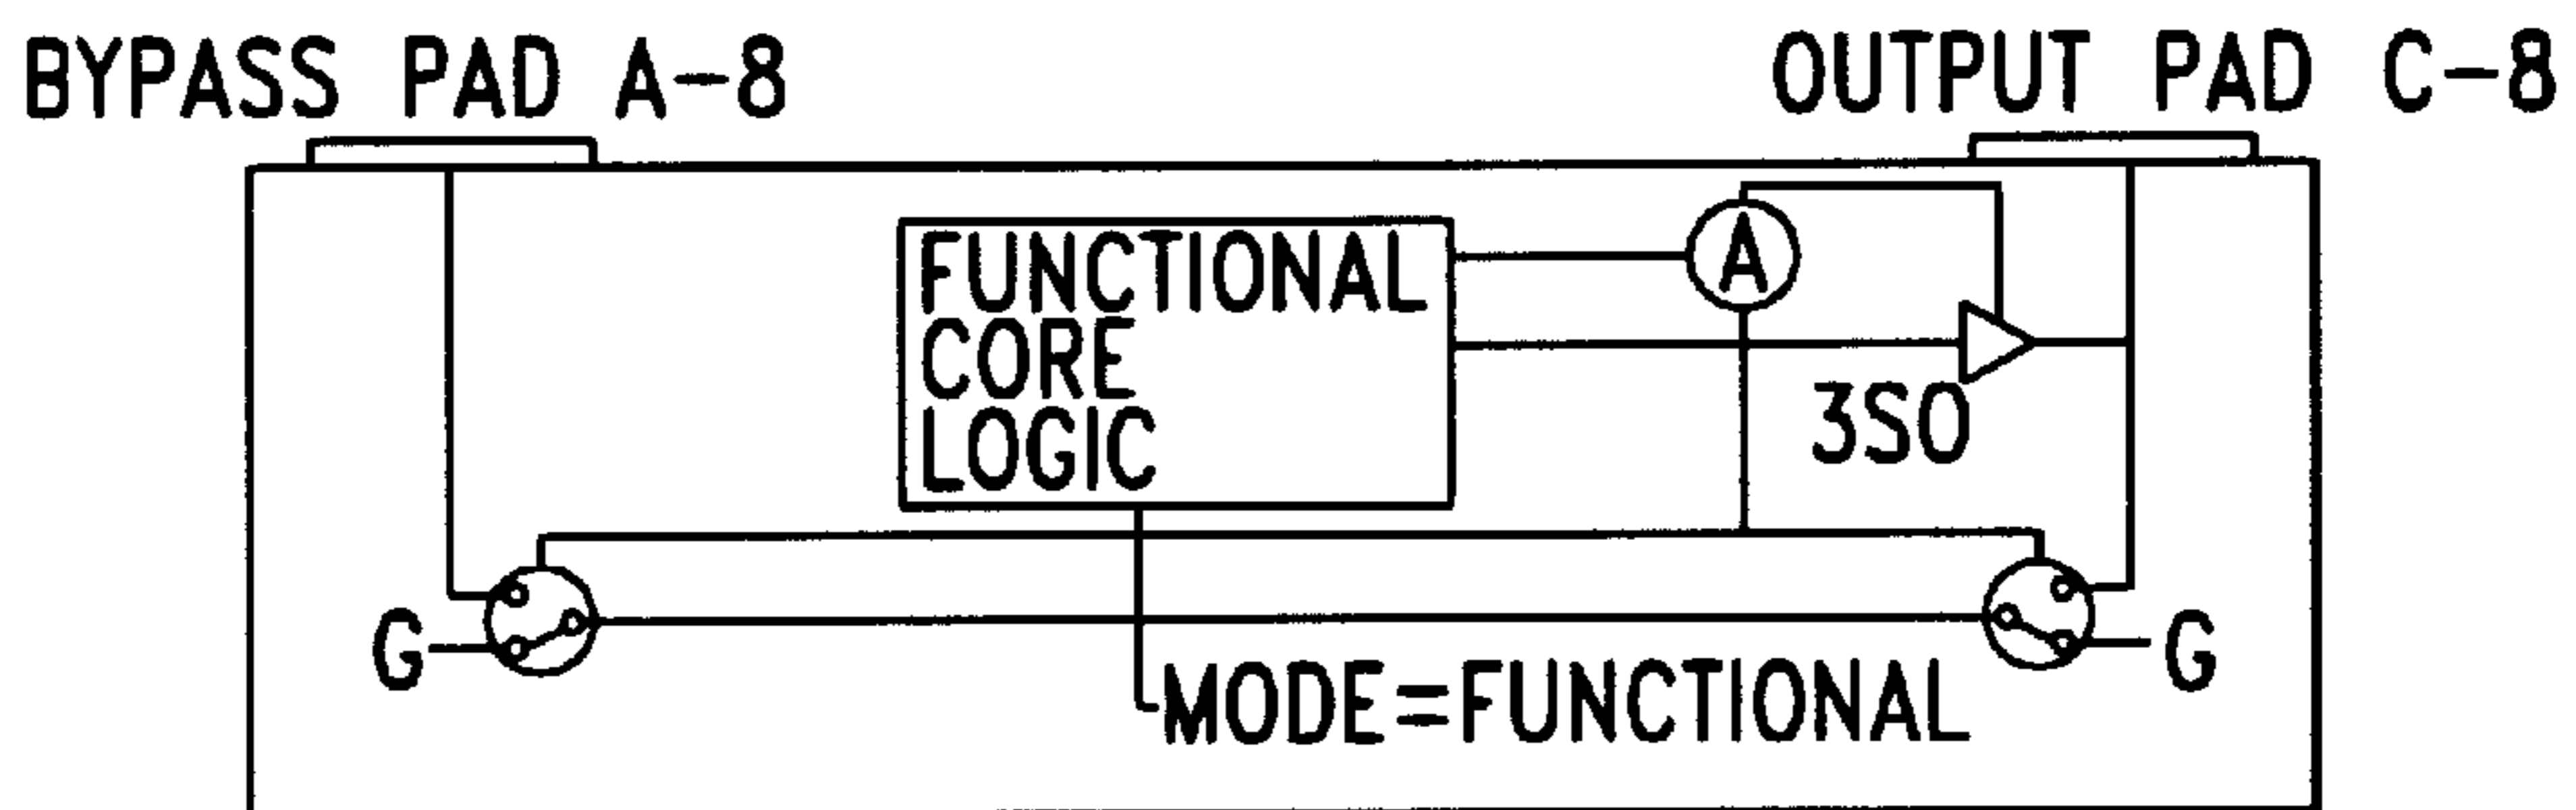 BYPASS PAD A-8
OUTPUT PAD C-8
FUNCTIONAL
CORE
LOGIC
A
3SO
G
G
MODE=FUNCTIONAL